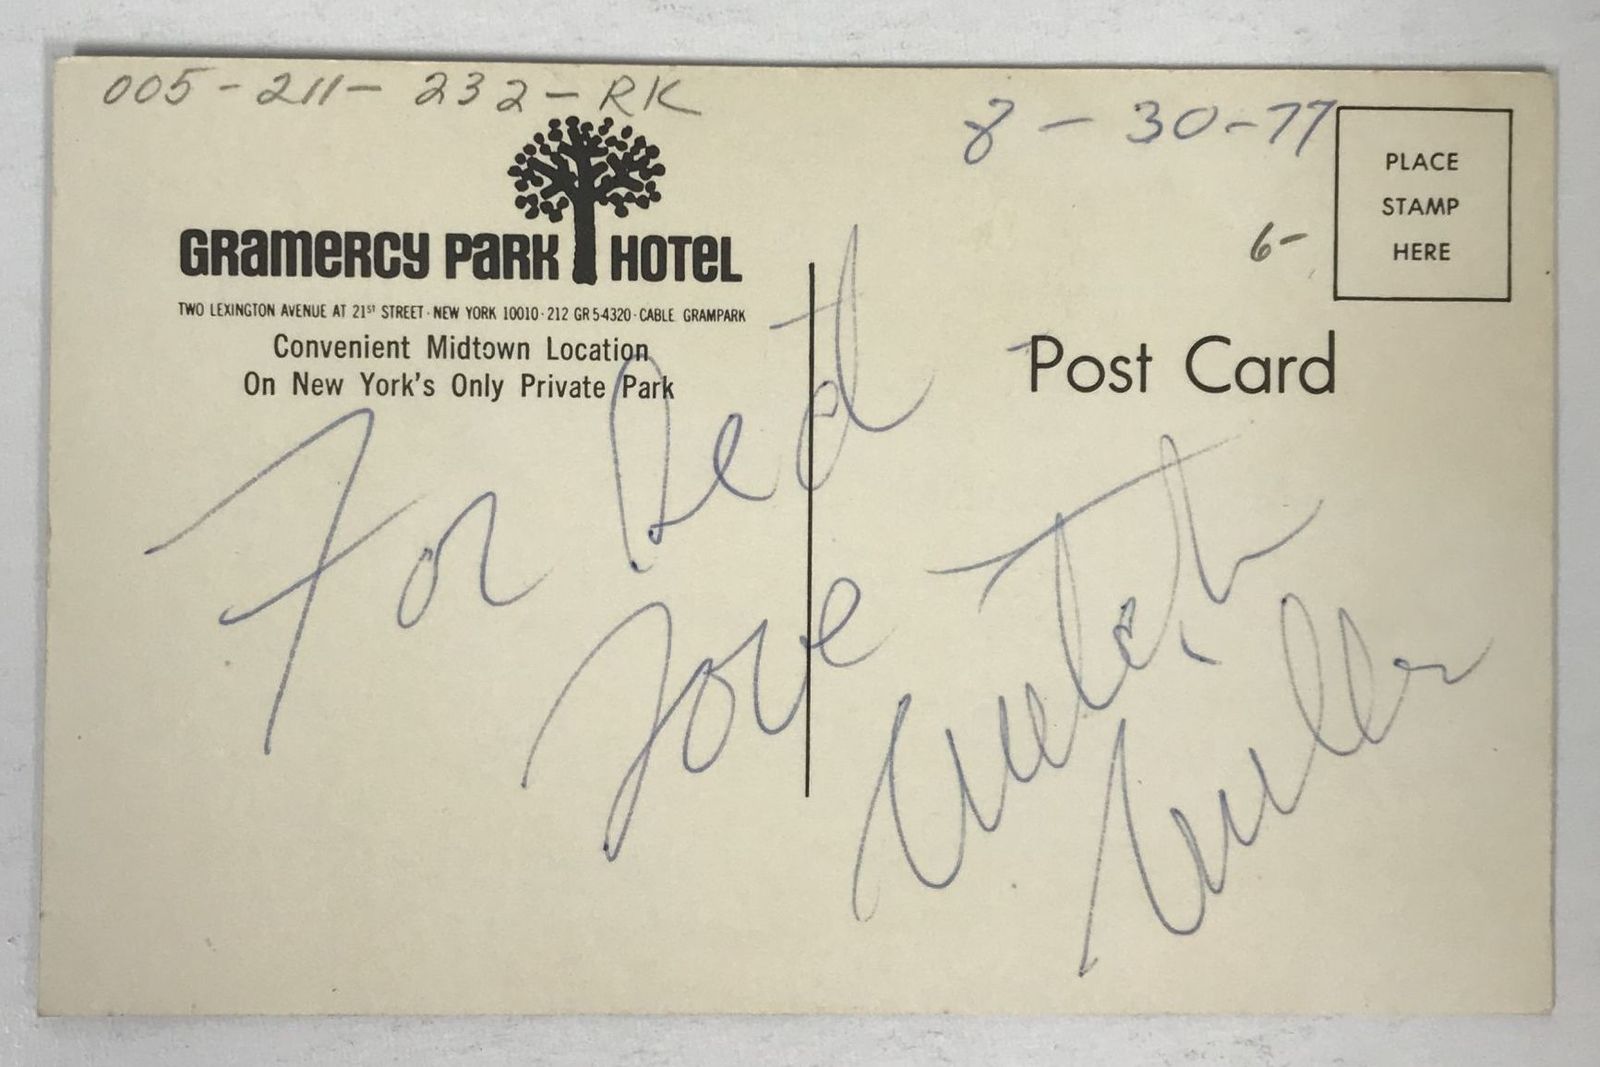 005-211-232-RK
8-30-77
GRAMERCY PARK HOTEL
TWO LEXINGTON AVENUE AT 21ST STREET · NEW YORK 10010 · 212 GR 5-4320 · CABLE GRAMPARK
Convenient Midtown Location
On New York's Only Private Park
PLACE
STAMP
HERE
6-
Post Card
For
Love